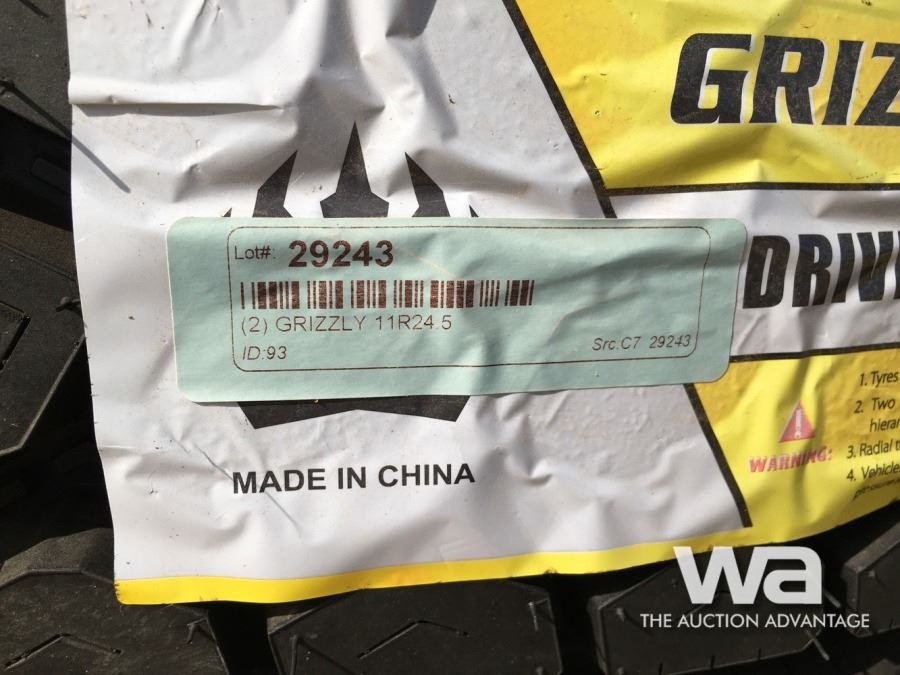 GRIZ
DRIV
Lot#: 29243
(2) GRIZZLY 11R24.5
ID:93 Src:C7 29243
MADE IN CHINA
WARNING:
1. Tyres
2. Two
hierar
3. Radial
4. Vehicle
wa
THE AUCTION ADVANTAGE